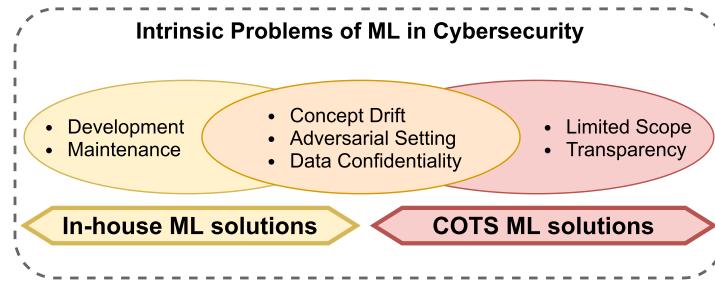 Intrinsic Problems of ML in Cybersecurity
• Development
• Maintenance
• Concept Drift
• Adversarial Setting
• Data Confidentiality
• Limited Scope
• Transparency
In-house ML solutions
COTS ML solutions